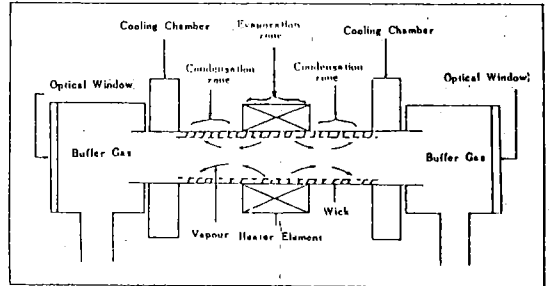 Evaporation
zone
Cooling Chamber
Cooling Chamber
Condensation
zone
Condensation
zone
Optical Window
Optical Window
Buffer Gas
Buffer Gas
Vapour
Heater Element
Wick